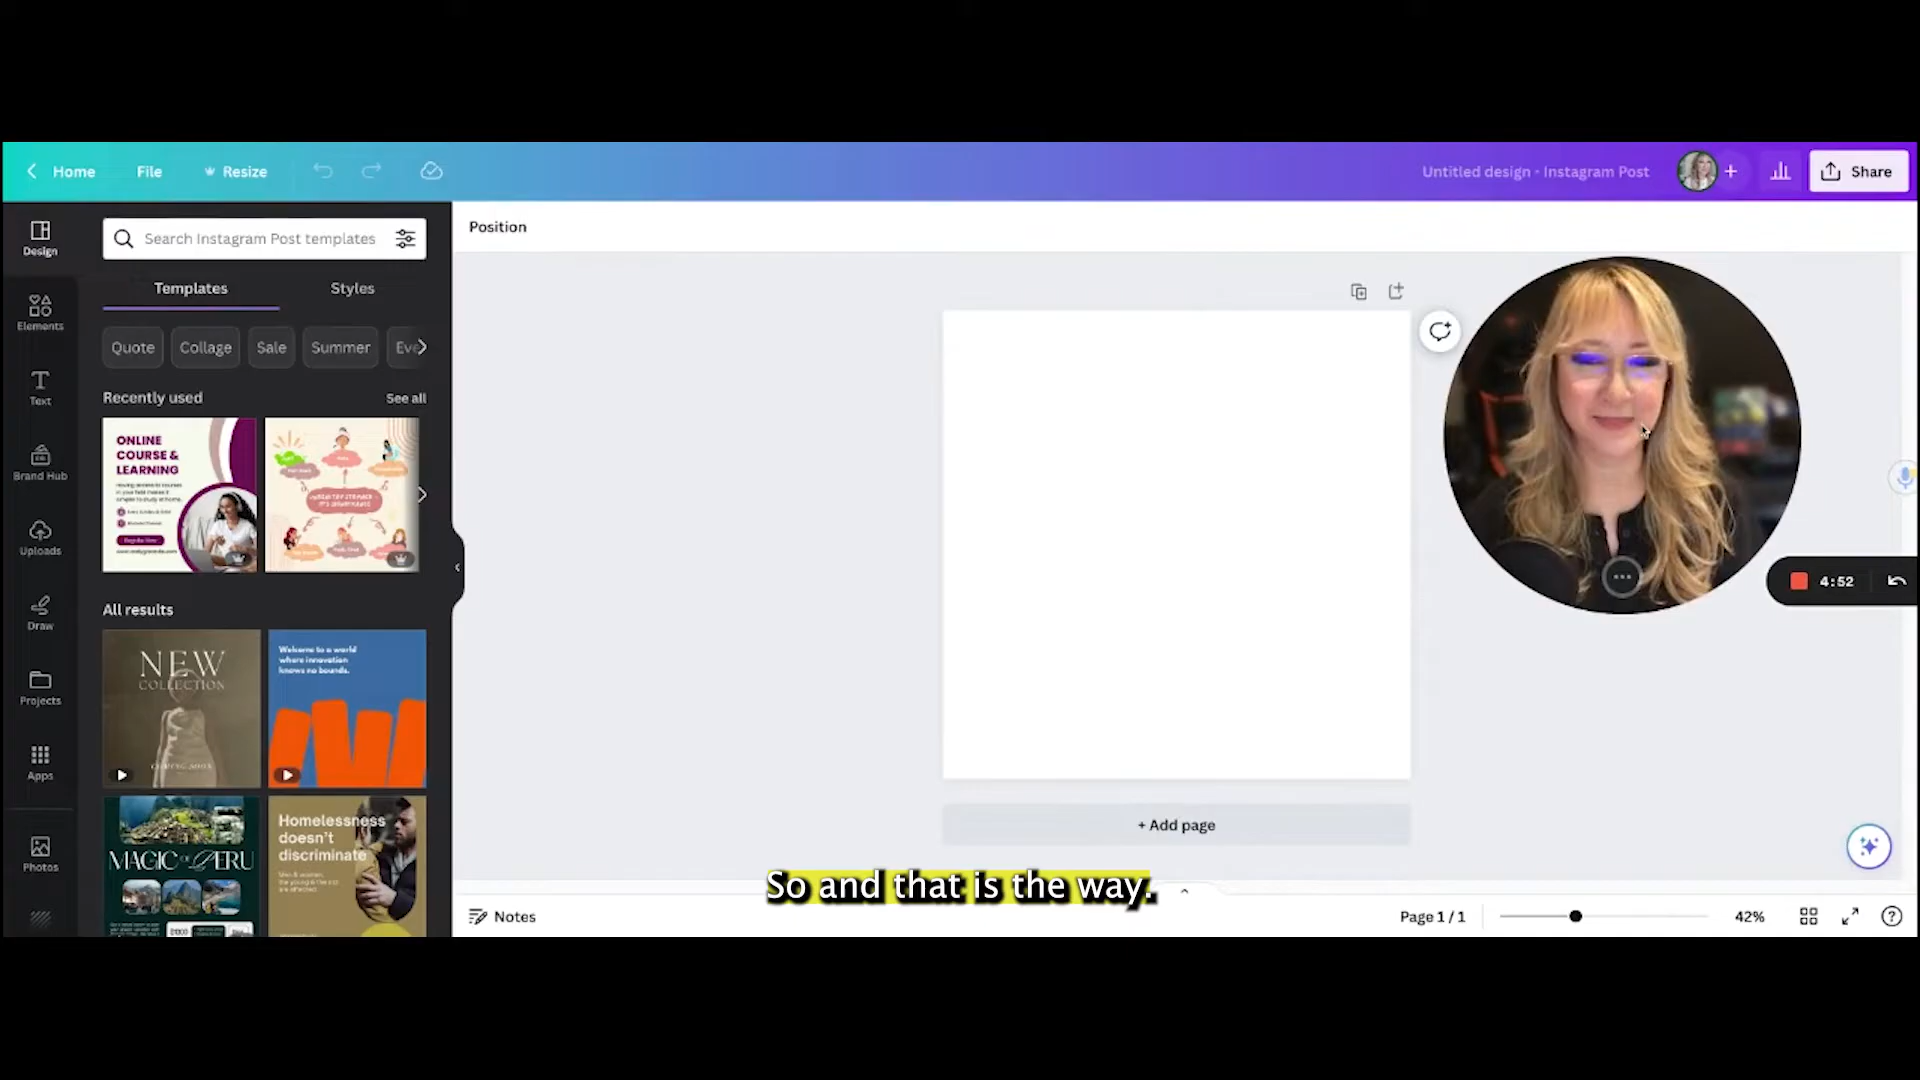 Home File Resize
Untitled design - Instagram Post
Share
Design
Elements
Text
Brand Hub
Uploads
Draw
Projects
Apps
Photos
Search Instagram Post templates
Templates Styles
Quote Collage Sale Summer Eve
Recently used See all
ONLINE
COURSE &
LEARNING
All results
NEW
COLLECTION
COMING SOON
Welcome to a world
where innovation
knows no bounds.
MAGIC OF PERU
Homelessness
doesn't
discriminate
Position
4:52
+ Add page
So and that is the way.
Notes
Page 1 / 1
42%